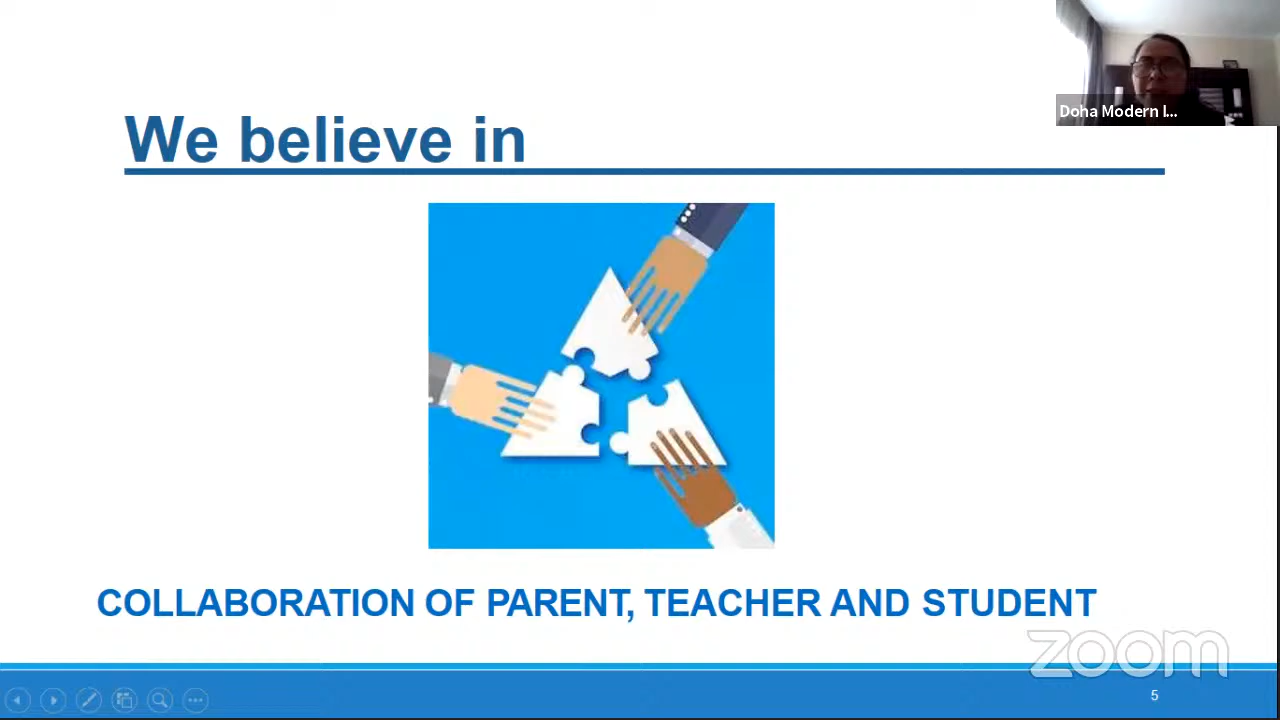 Doha Modern I...
We believe in
COLLABORATION OF PARENT, TEACHER AND STUDENT
zoom
5